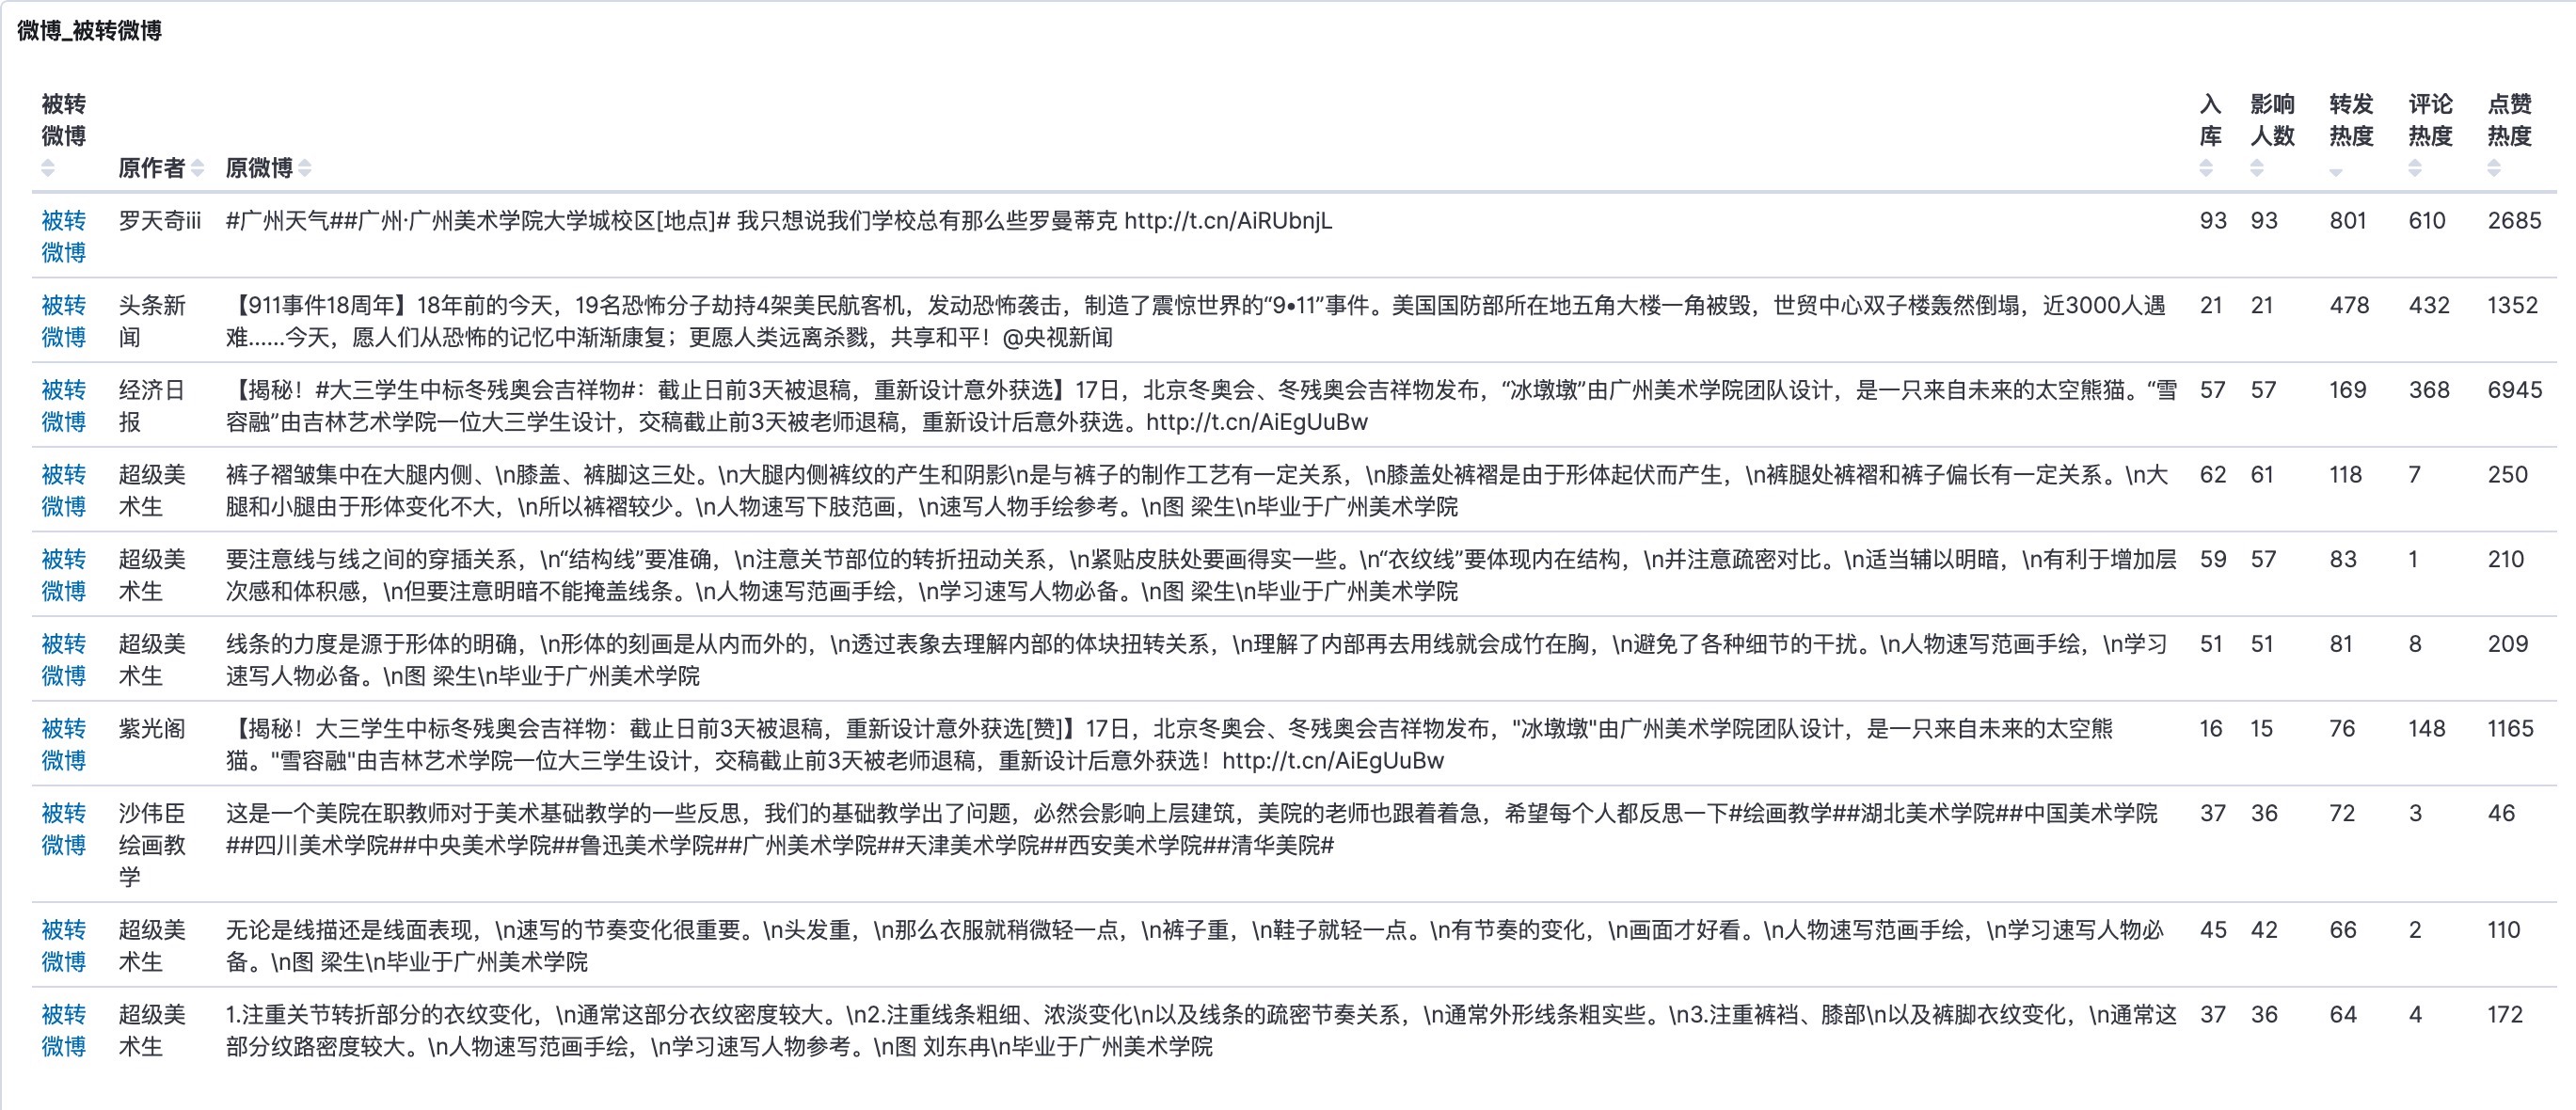 微博_被转微博
被转微博 原作者 原微博 入库 影响人数 转发热度 评论热度 点赞热度
被转微博 罗天奇iii #广州天气##广州·广州美术学院大学城校区[地点]# 我只想说我们学校总有那么些罗曼蒂克 http://t.cn/AiRUbnjL 93 93 801 610 2685
被转微博 头条新闻 【911事件18周年】18年前的今天，19名恐怖分子劫持4架美民航客机，发动恐怖袭击，制造了震惊世界的“9•11”事件。美国国防部所在地五角大楼一角被毁，世贸中心双子楼轰然倒塌，近3000人遇
难……今天，愿人们从恐怖的记忆中渐渐康复；更愿人类远离杀戮，共享和平！@央视新闻 21 21 478 432 1352
被转微博 经济日报 【揭秘！#大三学生中标冬残奥会吉祥物#：截止日前3天被退稿，重新设计意外获选】17日，北京冬奥会、冬残奥会吉祥物发布，“冰墩墩”由广州美术学院团队设计，是一只来自未来的太空熊猫。“雪
容融”由吉林艺术学院一位大三学生设计，交稿截止前3天被老师退稿，重新设计后意外获选。http://t.cn/AiEgUuBw 57 57 169 368 6945
被转微博 超级美术生 裤子褶皱集中在大腿内侧、\n膝盖、裤脚这三处。\n大腿内侧裤纹的产生和阴影\n是与裤子的制作工艺有一定关系，\n膝盖处裤褶是由于形体起伏而产生，\n裤腿处裤褶和裤子偏长有一定关系。\n大
腿和小腿由于形体变化不大，\n所以裤褶较少。\n人物速写下肢范画，\n速写人物手绘参考。\n图 梁生\n毕业于广州美术学院 62 61 118 7 250
被转微博 超级美术生 要注意线与线之间的穿插关系，\n“结构线”要准确，\n注意关节部位的转折扭动关系，\n紧贴皮肤处要画得实一些。\n“衣纹线”要体现内在结构，\n并注意疏密对比。\n适当辅以明暗，\n有利于增加层
次感和体积感，\n但要注意明暗不能掩盖线条。\n人物速写范画手绘，\n学习速写人物必备。\n图 梁生\n毕业于广州美术学院 59 57 83 1 210
被转微博 超级美术生 线条的力度是源于形体的明确，\n形体的刻画是从内而外的，\n透过表象去理解内部的体块扭转关系，\n理解了内部再去用线就会成竹在胸，\n避免了各种细节的干扰。\n人物速写范画手绘，\n学习
速写人物必备。\n图 梁生\n毕业于广州美术学院 51 51 81 8 209
被转微博 紫光阁 【揭秘！大三学生中标冬残奥会吉祥物：截止日前3天被退稿，重新设计意外获选[赞]】17日，北京冬奥会、冬残奥会吉祥物发布，"冰墩墩"由广州美术学院团队设计，是一只来自未来的太空熊
猫。"雪容融"由吉林艺术学院一位大三学生设计，交稿截止前3天被老师退稿，重新设计后意外获选！http://t.cn/AiEgUuBw 16 15 76 148 1165
被转微博 沙伟臣绘画教学 这是一个美院在职教师对于美术基础教学的一些反思，我们的基础教学出了问题，必然会影响上层建筑，美院的老师也跟着着急，希望每个人都反思一下#绘画教学##湖北美术学院##中国美术学院
##四川美术学院##中央美术学院##鲁迅美术学院##广州美术学院##天津美术学院##西安美术学院##清华美院# 37 36 72 3 46
被转微博 超级美术生 无论是线描还是线面表现，\n速写的节奏变化很重要。\n头发重，\n那么衣服就稍微轻一点，\n裤子重，\n鞋子就轻一点。\n有节奏的变化，\n画面才好看。\n人物速写范画手绘，\n学习速写人物必
备。\n图 梁生\n毕业于广州美术学院 45 42 66 2 110
被转微博 超级美术生 1.注重关节转折部分的衣纹变化，\n通常这部分衣纹密度较大。\n2.注重线条粗细、浓淡变化\n以及线条的疏密节奏关系，\n通常外形线条粗实些。\n3.注重裤裆、膝部\n以及裤脚衣纹变化，\n通常这
部分纹路密度较大。\n人物速写范画手绘，\n学习速写人物参考。\n图 刘东冉\n毕业于广州美术学院 37 36 64 4 172